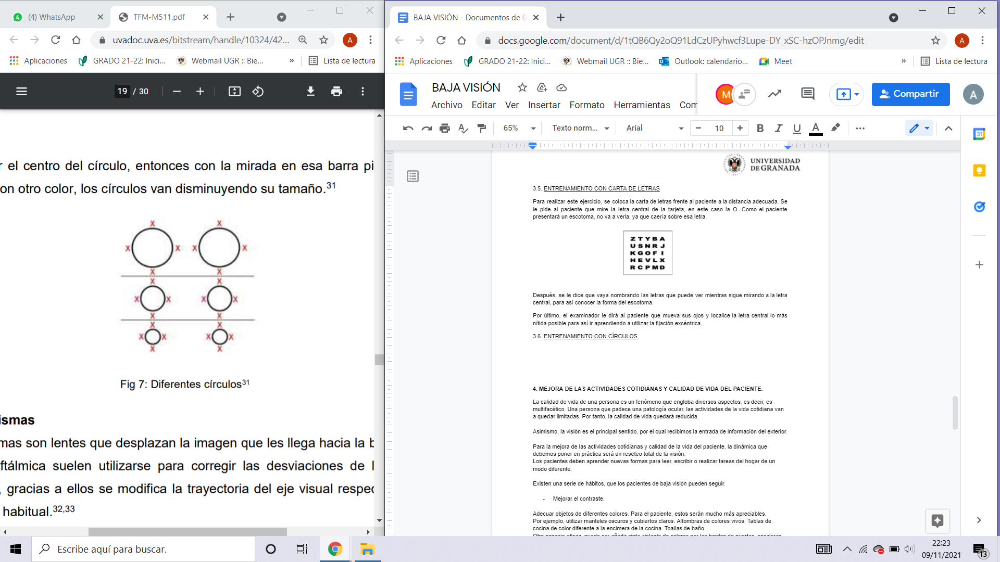 (4) WhatsApp
TFM-M511.pdf
uvadoc.uva.es/bitstream/handle/10324/42...
A
Aplicaciones
GRADO 21-22: Inici...
Webmail UGR :: Bie...
»
Lista de lectura
19 / 30
r el centro del círculo, entonces con la mirada en esa barra pi
on otro color, los círculos van disminuyendo su tamaño.31
X X
X X X X
X X
X X
X X X X
X X
X X
X X X X
X X
Fig 7: Diferentes círculos31
ismas
mas son lentes que desplazan la imagen que les llega hacia la b
ftálmica suelen utilizarse para corregir las desviaciones de l
, gracias a ellos se modifica la trayectoria del eje visual respec
habitual.32,33
BAJA VISIÓN - Documentos de G
docs.google.com/document/d/1tQB6Qy2oQ91LdCzUPyhwcf3Lupe-DY_xSC-hzOPJnmg/edit
A
Aplicaciones
GRADO 21-22: Inici...
Webmail UGR :: Bie...
Outlook: calendario...
Meet
»
Lista de lectura
BAJA VISIÓN
Archivo Editar Ver Insertar Formato Herramientas Com
M
Compartir
A
65%
Texto norm...
Arial
10
B I U A
31
UNIVERSIDAD
DE GRANADA
3.5. ENTRENAMIENTO CON CARTA DE LETRAS
Para realizar este ejercicio, se coloca la carta de letras frente al paciente a la distancia adecuada. Se
le pide al paciente que mire la letra central de la tarjeta, en este caso la O. Como el paciente
presentará un escotoma, no va a verla, ya que caería sobre esa letra.
Z T Y B A
U S N R J
K G O F I
H E V L X
R C P M D
Después, se le dice que vaya nombrando las letras que puede ver mientras sigue mirando a la letra
central, para así conocer la forma del escotoma.
Por último, el examinador le dirá al paciente que mueva sus ojos y localice la letra central lo más
nítida posible para así ir aprendiendo a utilizar la fijación excéntrica.
3.6. ENTRENAMIENTO CON CÍRCULOS
4. MEJORA DE LAS ACTIVIDADES COTIDIANAS Y CALIDAD DE VIDA DEL PACIENTE.
La calidad de vida de una persona es un fenómeno que engloba diversos aspectos, es decir, es
multifacético. Una persona que padece una patología ocular, las actividades de la vida cotidiana van
a quedar limitadas. Por tanto, la calidad de vida quedará reducida.
Asimismo, la visión es el principal sentido, por el cual recibimos la entrada de información del exterior.
Para la mejora de las actividades cotidianas y calidad de la vida del paciente, la dinámica que
debemos poner en práctica será un reseteo total de la visión.
Los pacientes deben aprender nuevas formas para leer, escribir o realizar tareas del hogar de un
modo diferente.
Existen una serie de hábitos, que los pacientes de baja visión pueden seguir.
- Mejorar el contraste.
Adecuar objetos de diferentes colores. Para el paciente, estos serán mucho más apreciables.
Por ejemplo, utilizar manteles oscuros y cubiertos claros. Alfombras de colores vivos. Tablas de
cocina de color diferente a la encimera de la cocina. Toallas de baño.
Otro consejo eficaz, puede ser añadir cinta aislante de colores por los bordes de puertas, escaleras
Escribe aquí para buscar.
22:23
09/11/2021
13